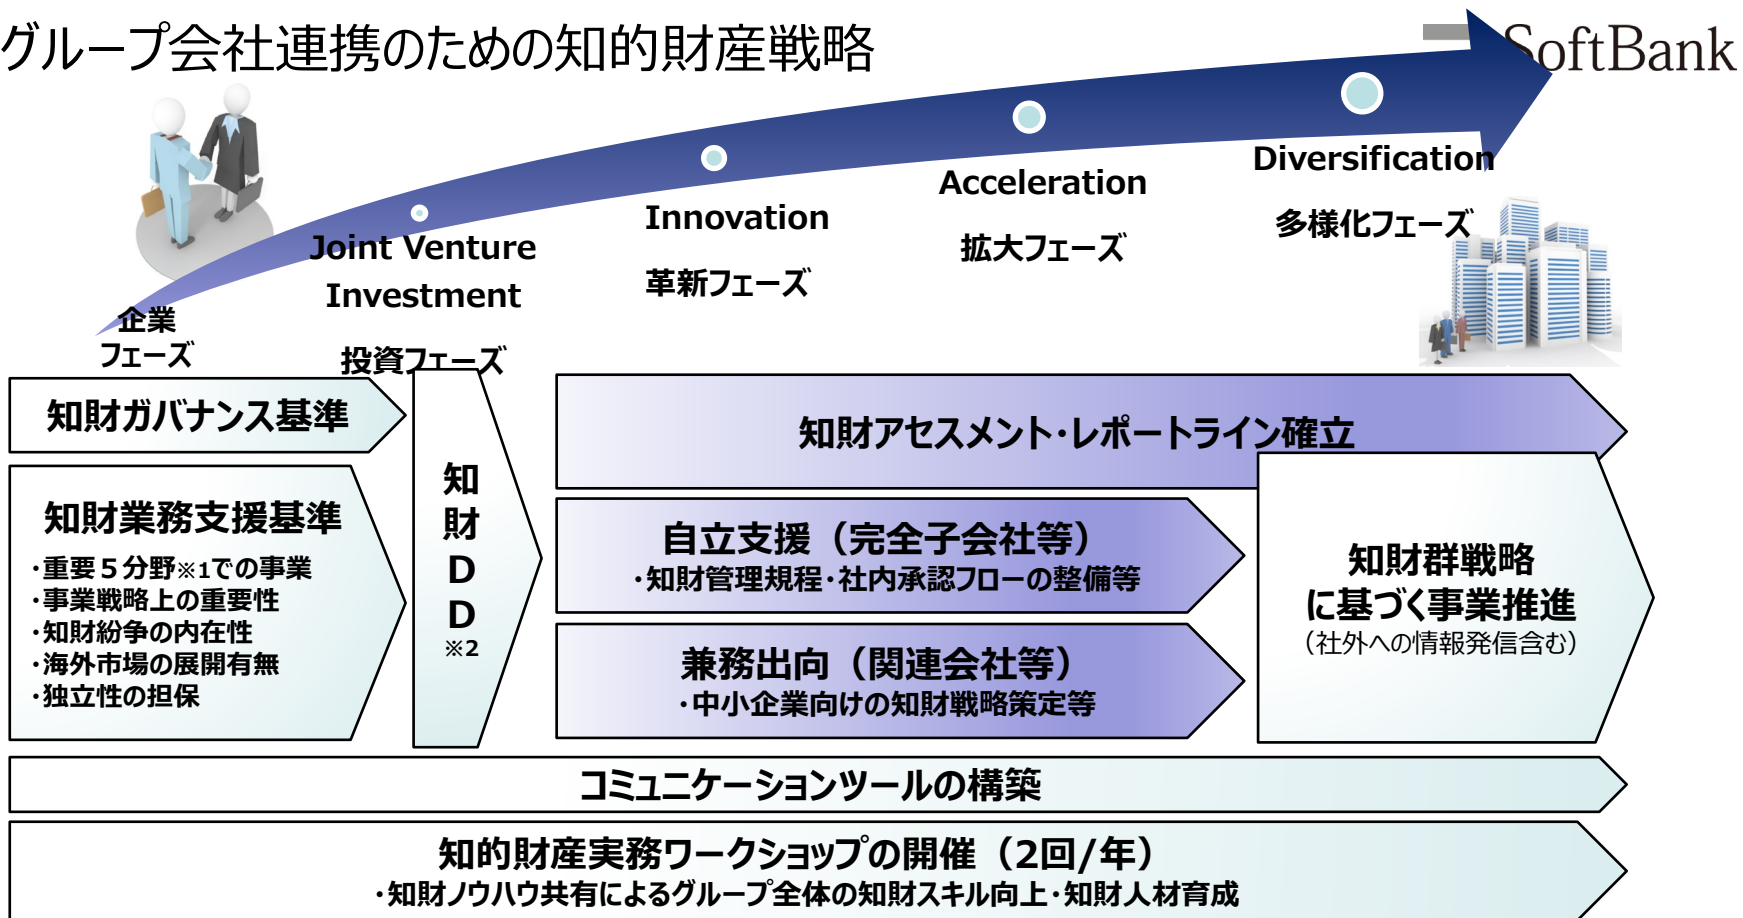 グループ会社連携のための知的財産戦略
SoftBank
企業
フェーズ
Joint Venture
Investment
投資フェーズ
Innovation
革新フェーズ
Acceleration
拡大フェーズ
Diversification
多様化フェーズ
知財ガバナンス基準
知財業務支援基準
・重要5分野※1での事業
・事業戦略上の重要性
・知財紛争の内在性
・海外市場の展開有無
・独立性の担保
知
財
D
D
※2
知財アセスメント・レポートライン確立
自立支援（完全子会社等）
・知財管理規程・社内承認フローの整備等
兼務出向（関連会社等）
・中小企業向けの知財戦略策定等
知財群戦略
に基づく事業推進
（社外への情報発信含む）
コミュニケーションツールの構築
知的財産実務ワークショップの開催（2回/年）
・知財ノウハウ共有によるグループ全体の知財スキル向上・知財人材育成